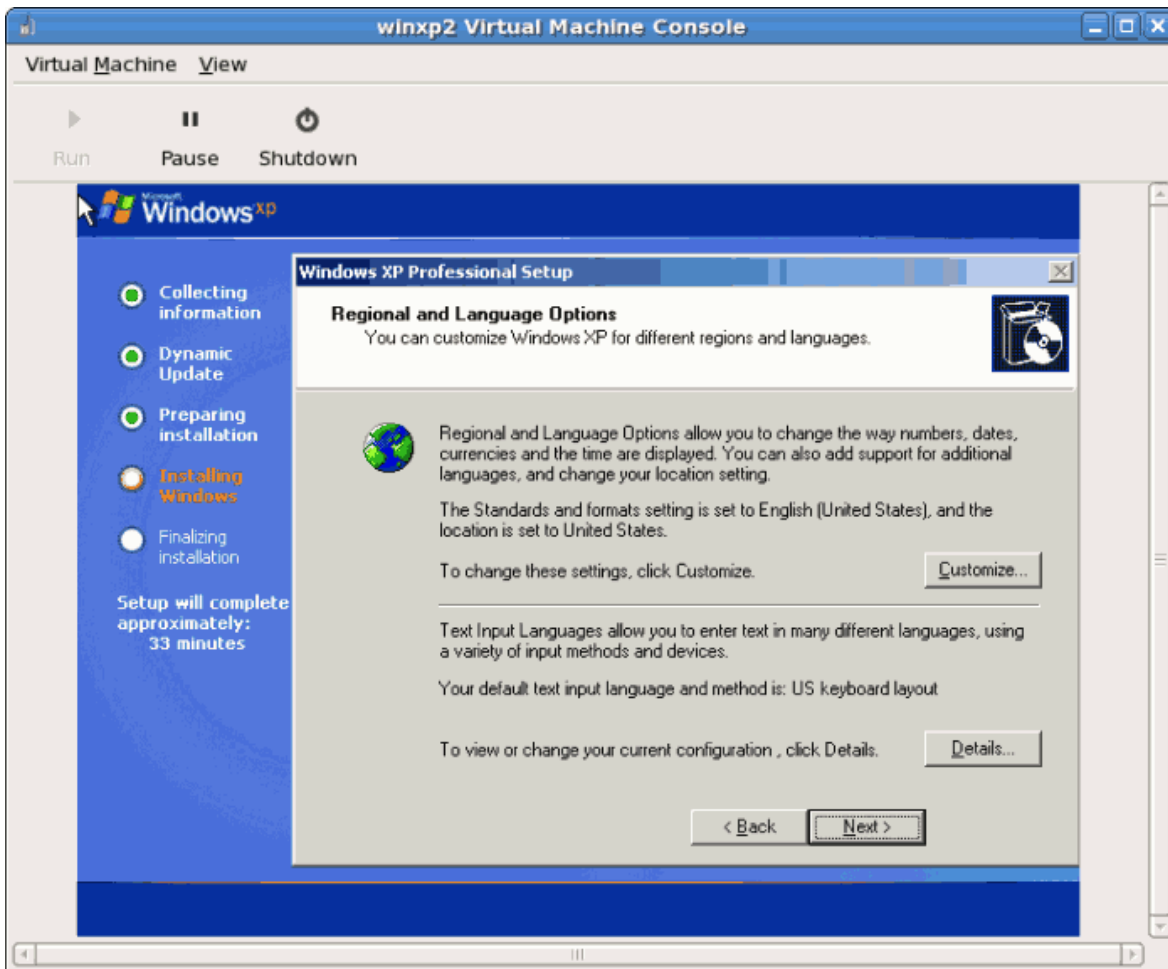 winxp2 Virtual Machine Console
Virtual Machine View
Run Pause Shutdown
Microsoft
Windows xp
Collecting
information
Dynamic
Update
Preparing
installation
Installing
Windows
Finalizing
installation
Setup will complete
approximately:
33 minutes
Windows XP Professional Setup
Regional and Language Options
You can customize Windows XP for different regions and languages.
Regional and Language Options allow you to change the way numbers, dates,
currencies and the time are displayed. You can also add support for additional
languages, and change your location setting.
The Standards and formats setting is set to English (United States), and the
location is set to United States.
To change these settings, click Customize.
Customize...
Text Input Languages allow you to enter text in many different languages, using
a variety of input methods and devices.
Your default text input language and method is: US keyboard layout
To view or change your current configuration , click Details.
Details...
< Back Next >